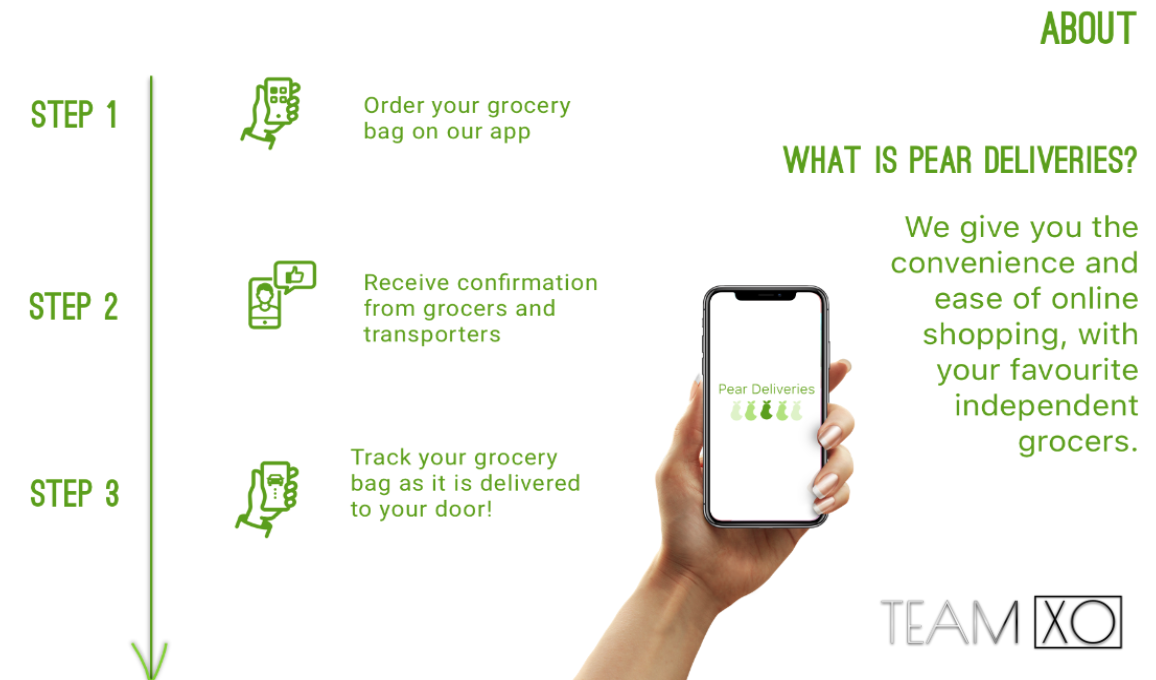 ABOUT
STEP 1
Order your grocery
bag on our app
STEP 2
Receive confirmation
from grocers and
transporters
STEP 3
Track your grocery
bag as it is delivered
to your door!
WHAT IS PEAR DELIVERIES?
We give you the
convenience and
ease of online
shopping, with
your favourite
independent
grocers.
Pear Deliveries
TEAM XO